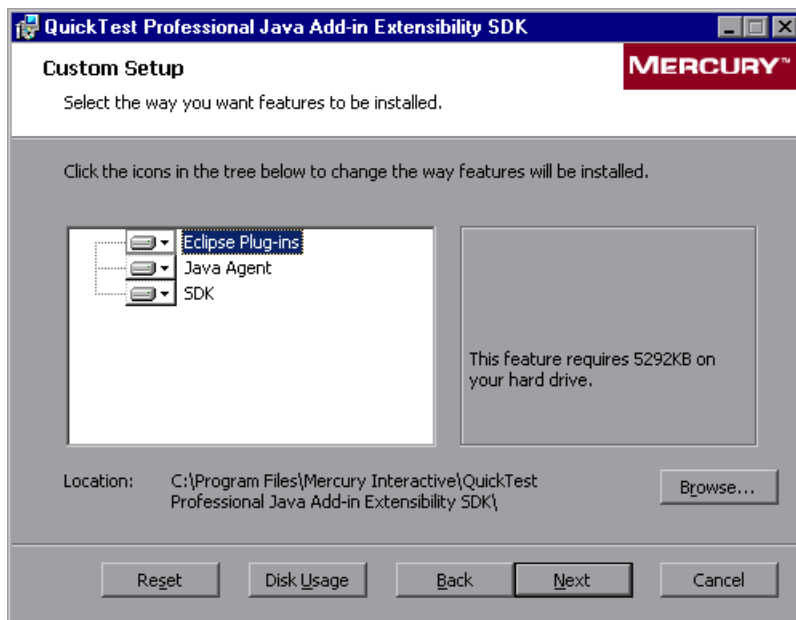 QuickTest Professional Java Add-in Extensibility SDK
Custom Setup
MERCURY™
Select the way you want features to be installed.
Click the icons in the tree below to change the way features will be installed.
Eclipse Plug-ins
Java Agent
SDK
This feature requires 5292KB on
your hard drive.
Location: C:\Program Files\Mercury Interactive\QuickTest
Professional Java Add-in Extensibility SDK\
Browse...
Reset Disk Usage Back Next Cancel